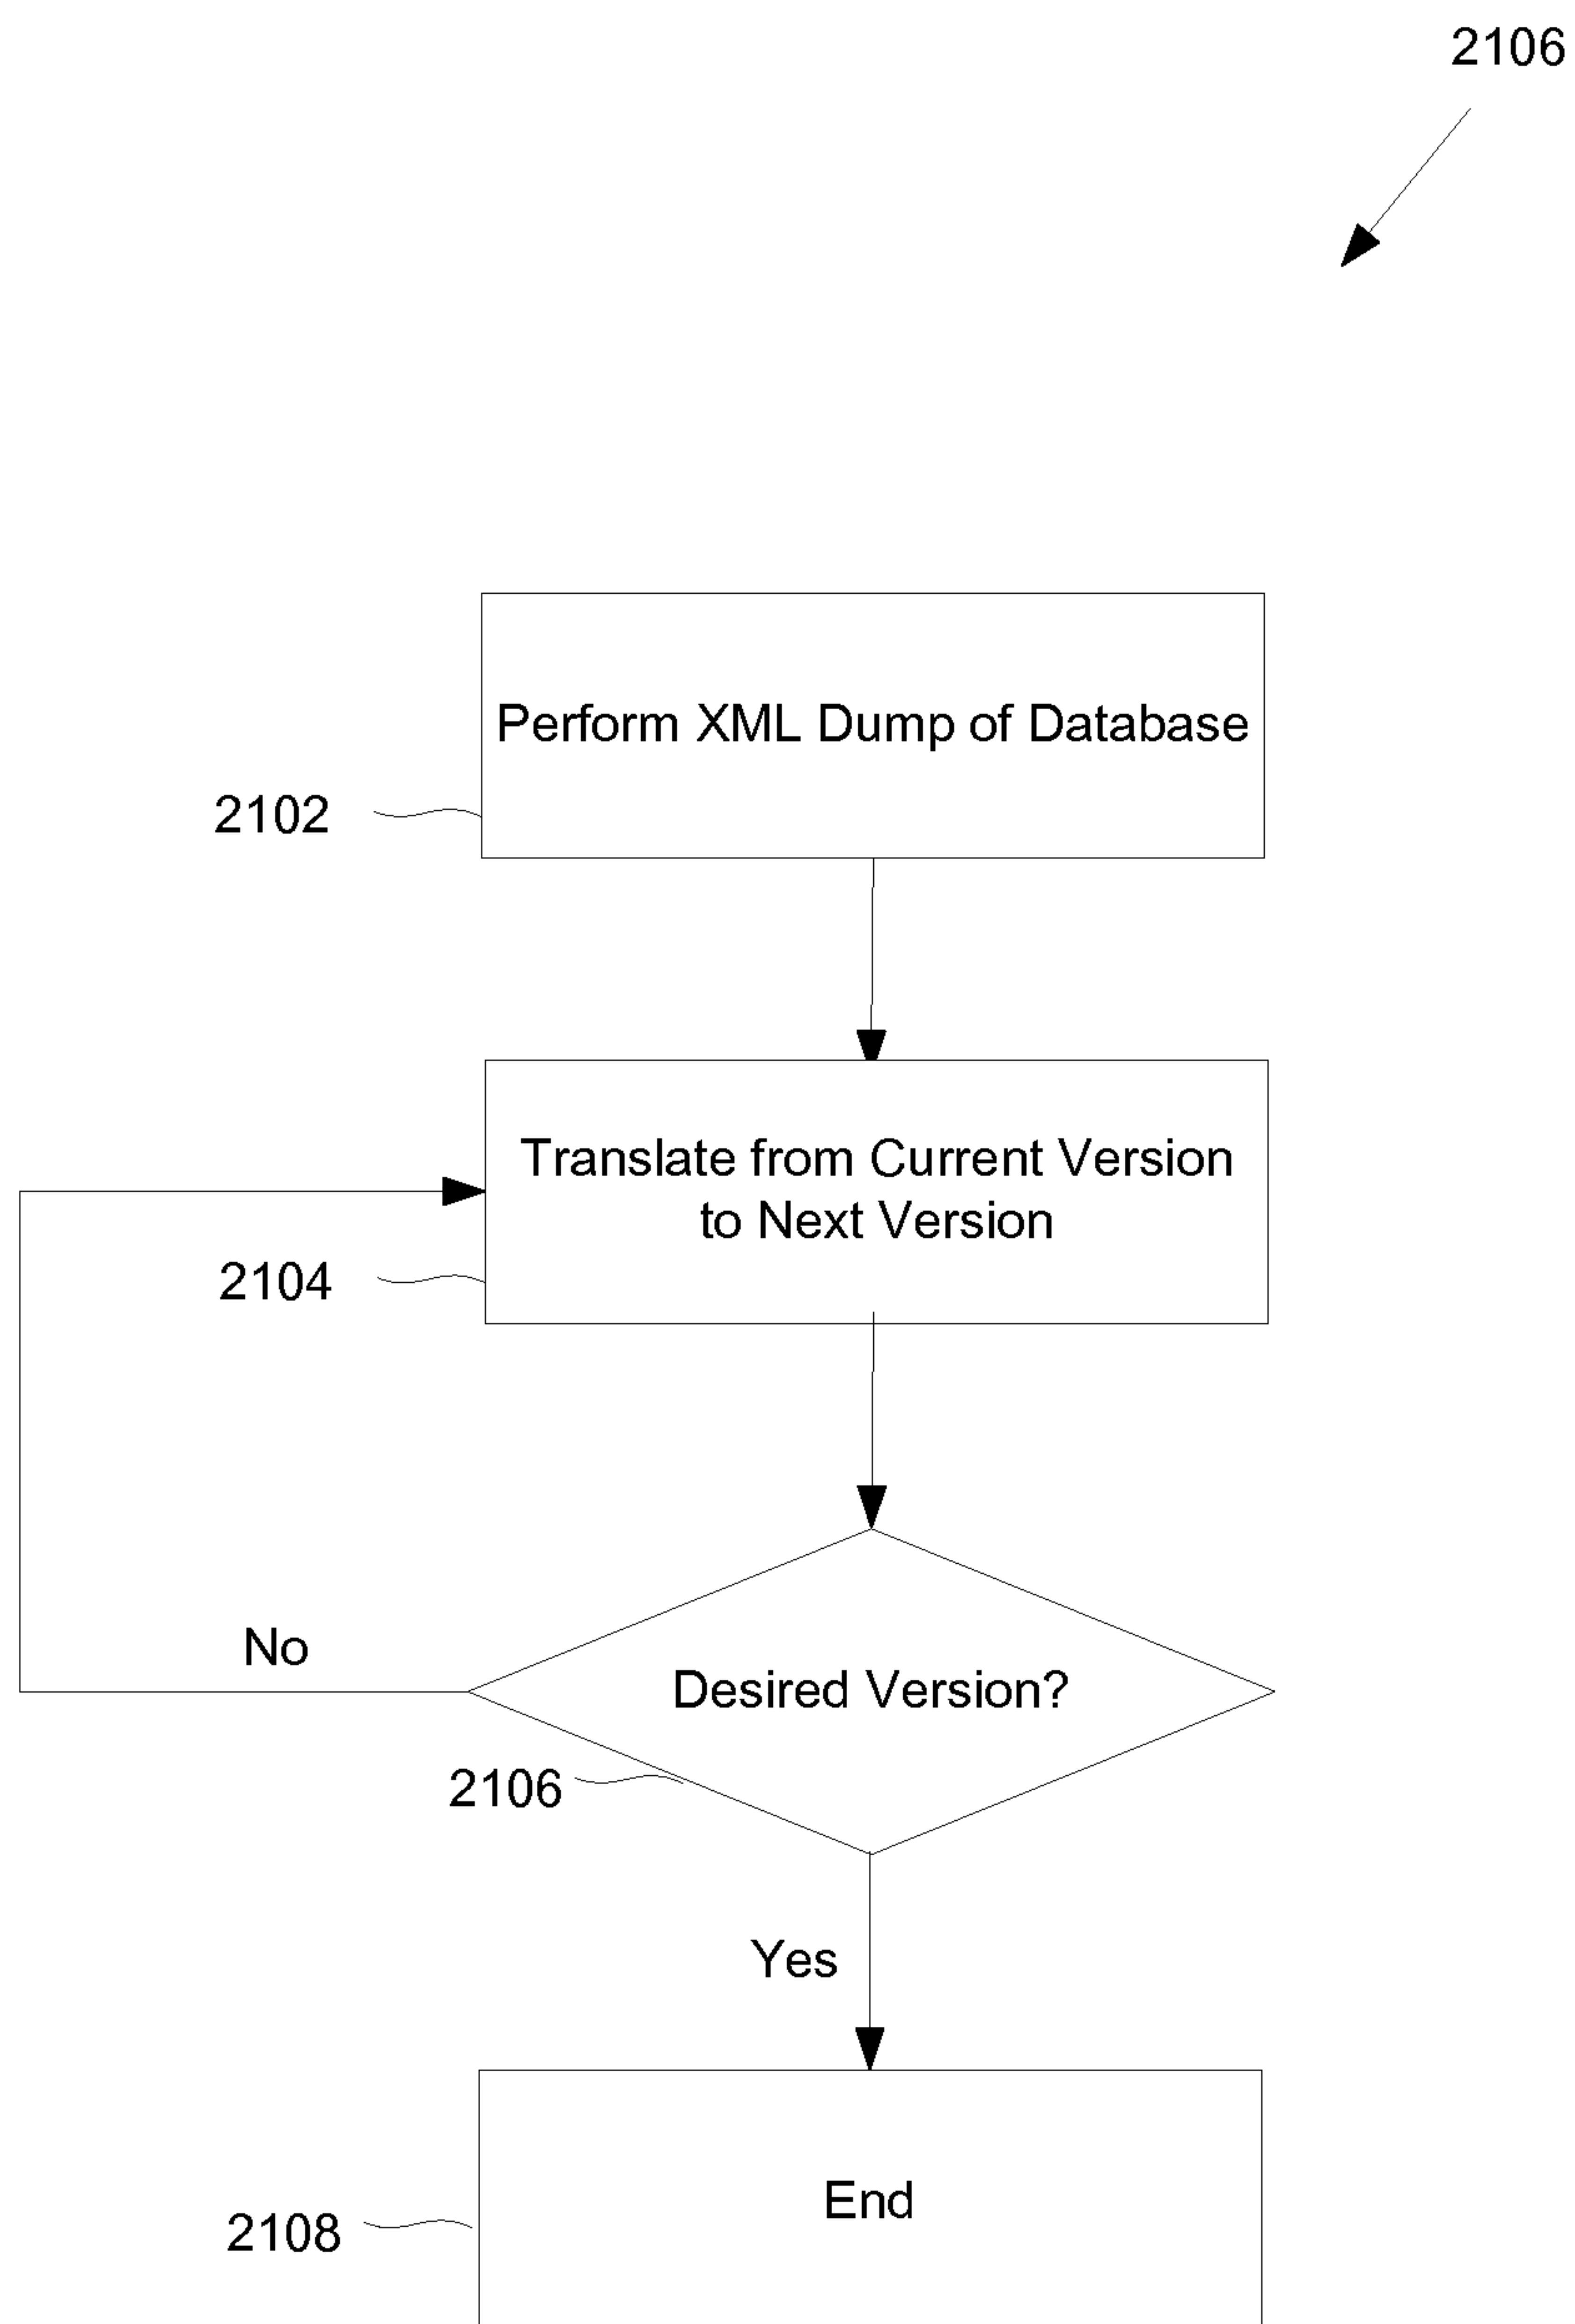 2106
Perform XML Dump of Database
2102
Translate from Current Version
to Next Version
2104
No
Desired Version?
2106
Yes
End
2108